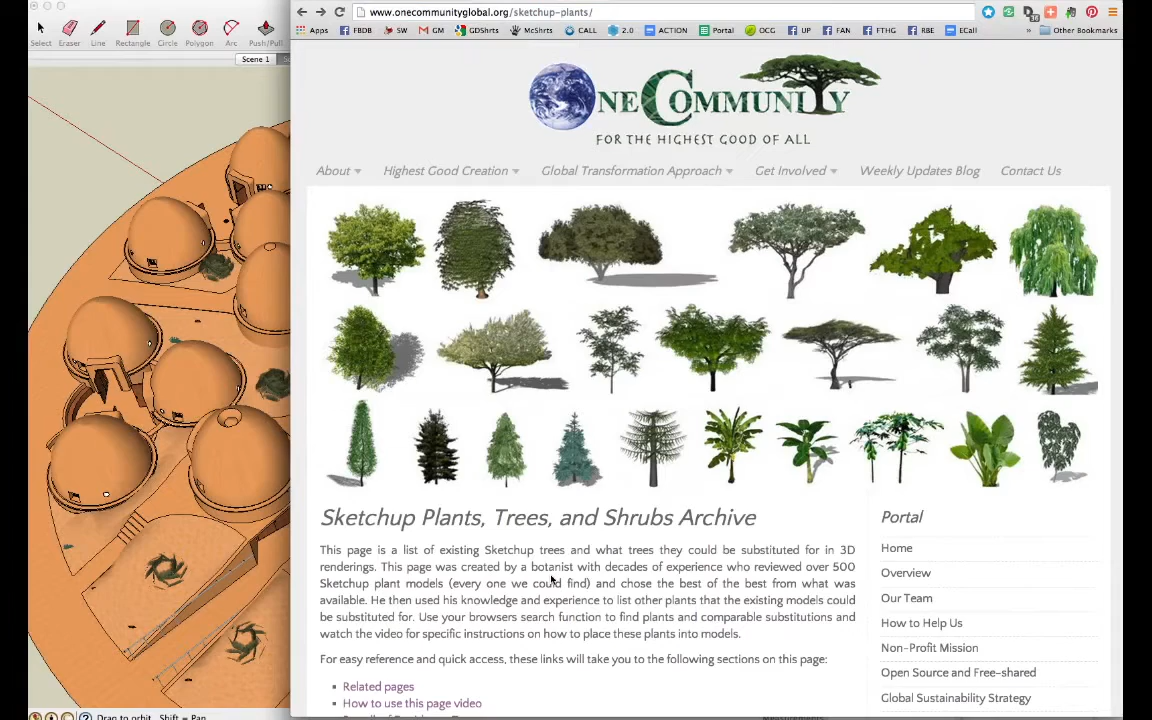 www.onecommunityglobal.org/sketchup-plants/
Apps FBDB SW GM GDShrts McShrts CALL 2.0 ACTION Portal OCG UP FAN FTHG RBE ECall » Other Bookmarks
Select Eraser Line Rectangle Circle Polygon Arc Push/Pull
Scene 1
ONE COMMUNITY
FOR THE HIGHEST GOOD OF ALL
About Highest Good Creation Global Transformation Approach Get Involved Weekly Updates Blog Contact Us
Sketchup Plants, Trees, and Shrubs Archive
This page is a list of existing Sketchup trees and what trees they could be substituted for in 3D
renderings. This page was created by a botanist with decades of experience who reviewed over 500
Sketchup plant models (every one we could find) and chose the best of the best from what was
available. He then used his knowledge and experience to list other plants that the existing models could
be substituted for. Use your browsers search function to find plants and comparable substitutions and
watch the video for specific instructions on how to place these plants into models.
For easy reference and quick access, these links will take you to the following sections on this page:
Related pages
How to use this page video
Portal
Home
Overview
Our Team
How to Help Us
Non-Profit Mission
Open Source and Free-shared
Global Sustainability Strategy
Drag to orbit. Shift = Pan